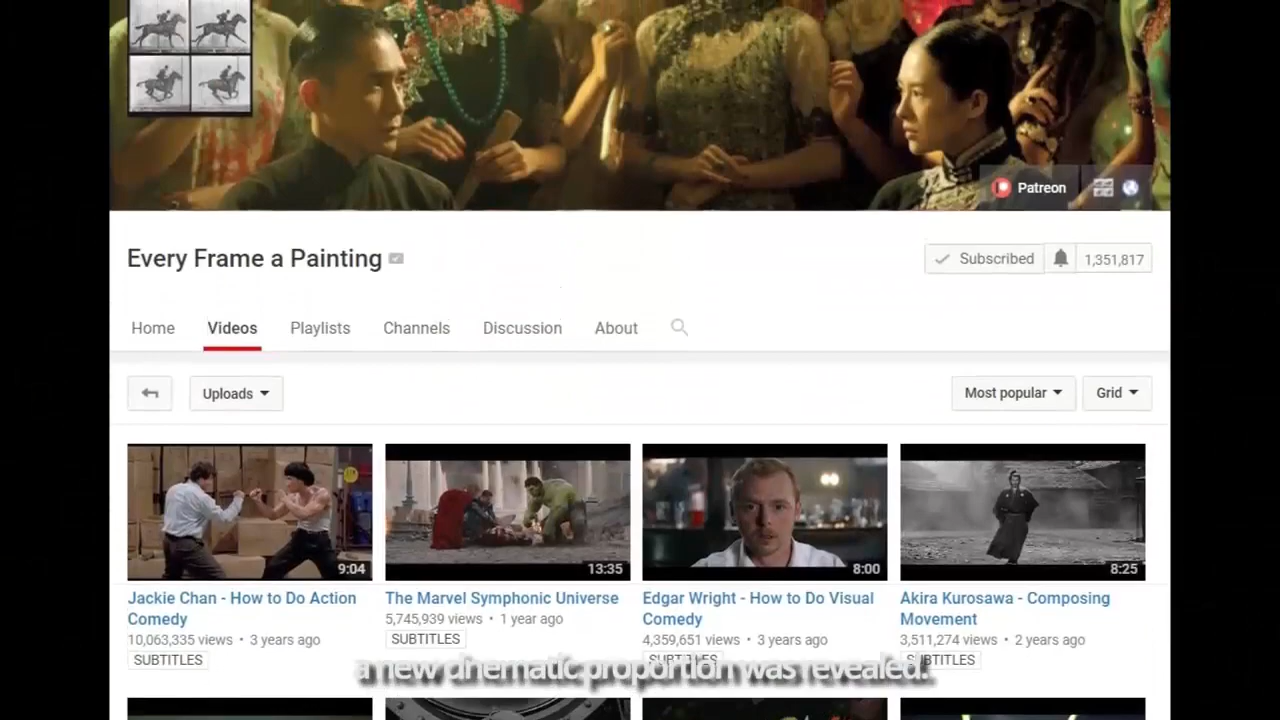 Patreon
Every Frame a Painting
Subscribed
1,351,817
Home Videos Playlists Channels Discussion About
Uploads
Most popular
Grid
9:04
13:35
8:00
8:25
Jackie Chan - How to Do Action
Comedy
10,063,335 views • 3 years ago
SUBTITLES
The Marvel Symphonic Universe
5,745,939 views • 1 year ago
SUBTITLES
Edgar Wright - How to Do Visual
Comedy
4,359,651 views • 3 years ago
SUBTITLES
Akira Kurosawa - Composing
Movement
3,511,274 views • 2 years ago
SUBTITLES
a new cinematic proportion was revealed.